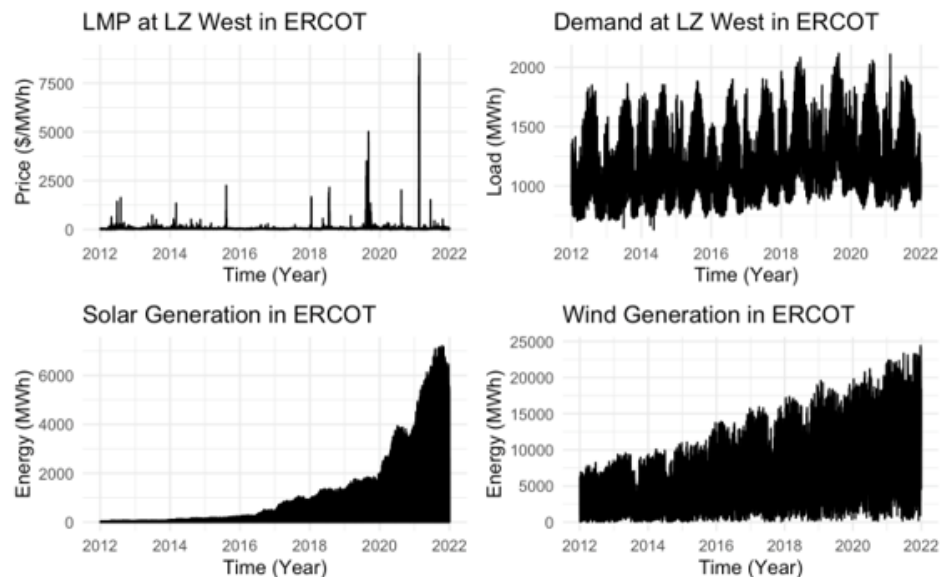 LMP at LZ West in ERCOT
Price ($/MWh)
7500
5000
2500
0
2012 2014 2016 2018 2020 2022
Time (Year)
Demand at LZ West in ERCOT
Load (MWh)
2000
1500
1000
2012 2014 2016 2018 2020 2022
Time (Year)
Solar Generation in ERCOT
Energy (MWh)
6000
4000
2000
0
2012 2014 2016 2018 2020 2022
Time (Year)
Wind Generation in ERCOT
Energy (MWh)
25000
20000
15000
10000
5000
0
2012 2014 2016 2018 2020 2022
Time (Year)